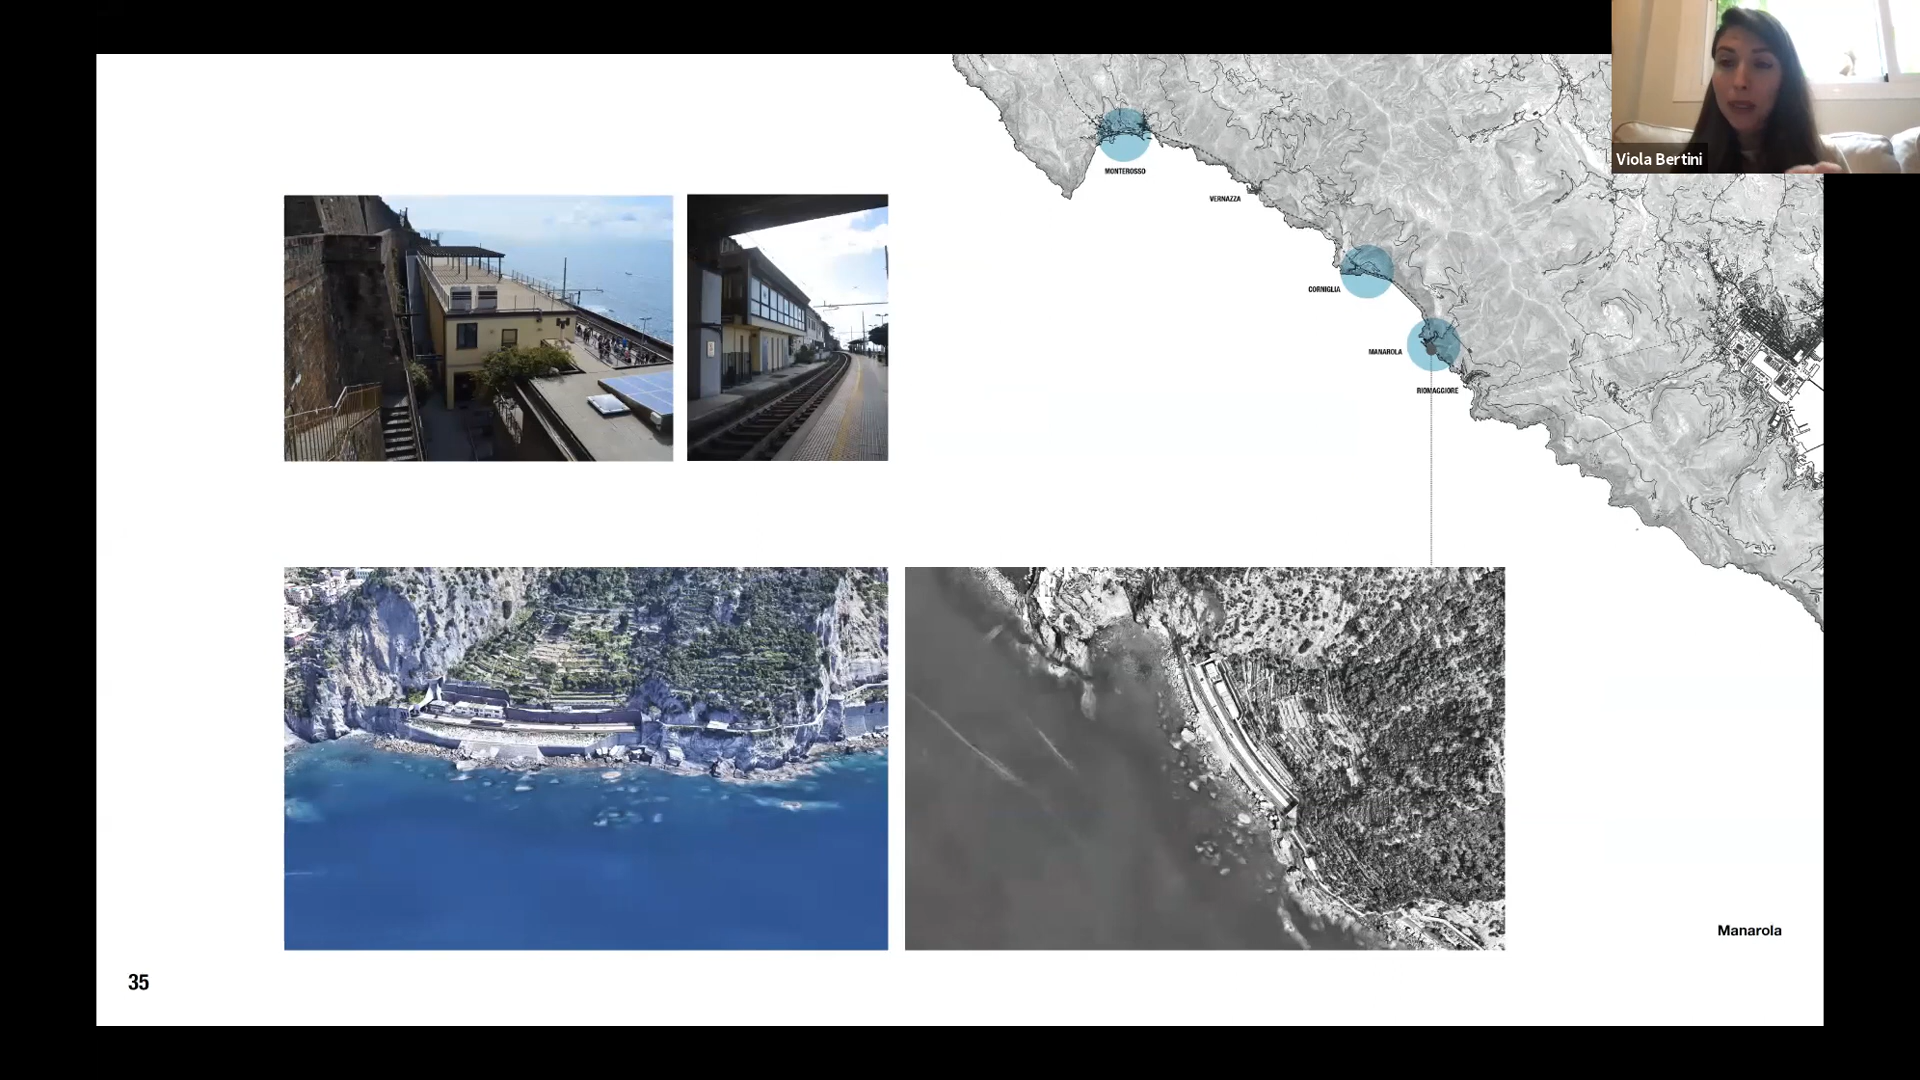 Viola Bertini
MONTEROSSO
VERNAZZA
CORNIGLIA
MANAROLA
RIOMAGGIORE
Manarola
35